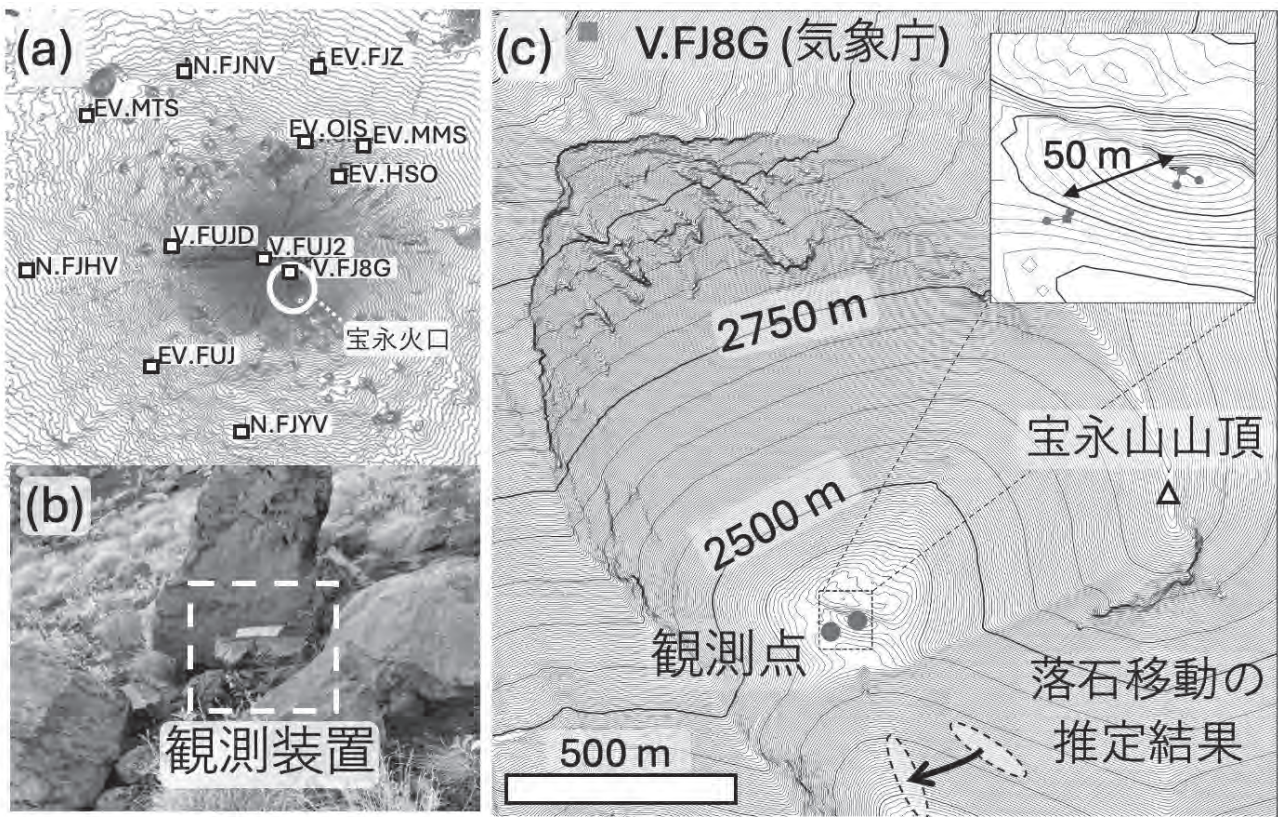 (a)
N.FJNV
EV.FJZ
EV.MTS
EV.OIS
EV.MMS
EV.HSO
V.FUJD
V.FUJ2
N.FJHV
V.FJ8G
宝永火口
EV.FUJ
N.FJYV
(b)
観測装置
(c)
V.FJ8G (気象庁)
50 m
2750 m
宝永山山頂
2500 m
観測点
落石移動の
推定結果
500 m